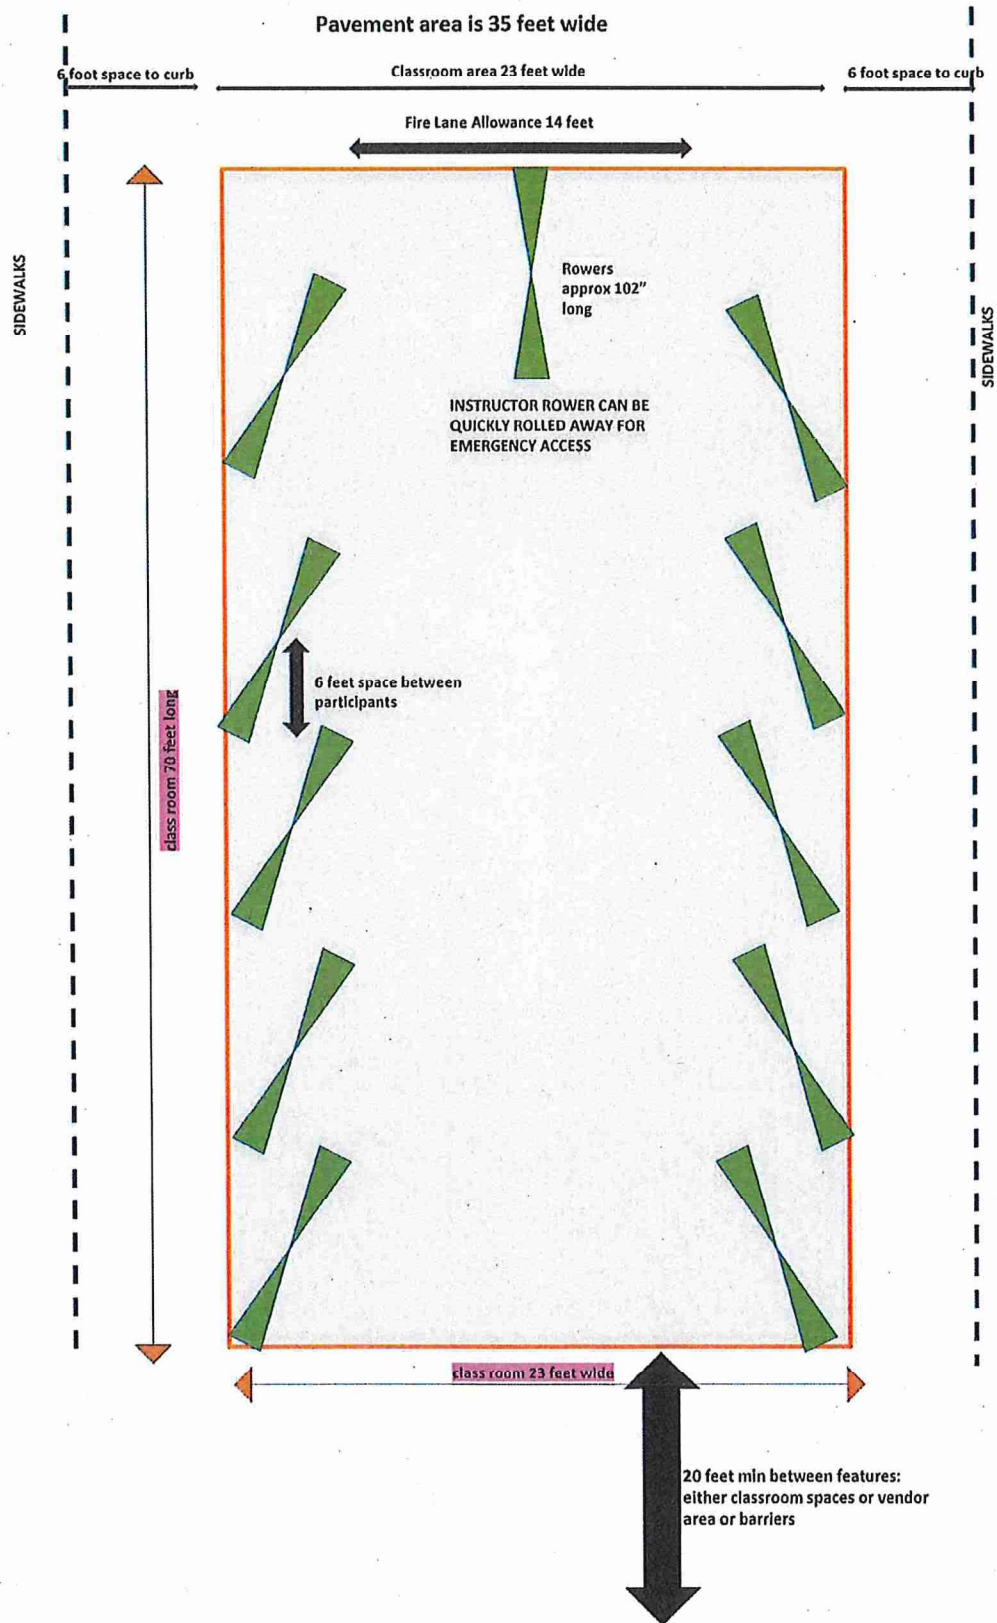 Pavement area is 35 feet wide
6 foot space to curb
Classroom area 23 feet wide
6 foot space to curb
Fire Lane Allowance 14 feet
SIDEWALKS
Rowers
approx 102"
long
SIDEWALKS
INSTRUCTOR ROWER CAN BE
QUICKLY ROLLED AWAY FOR
EMERGENCY ACCESS
6 feet space between
participants
class room 70 feet long
class room 23 feet wide
20 feet min between features:
either classroom spaces or vendor
area or barriers